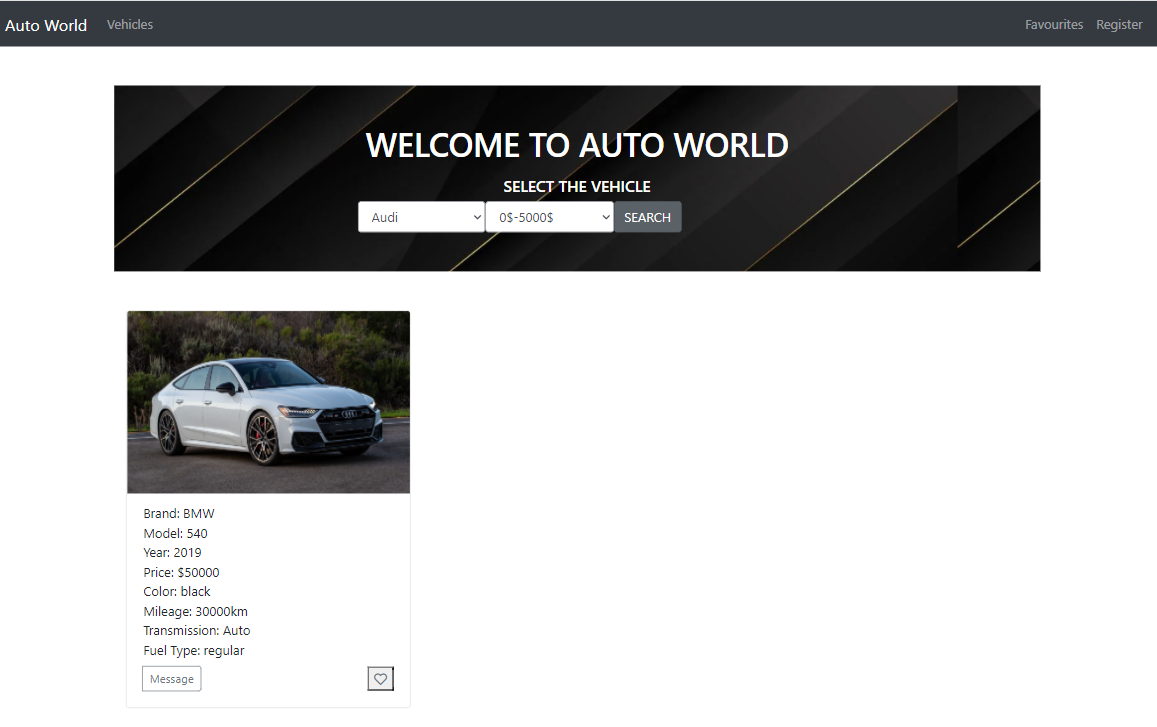 Auto World Vehicles Favourites Register
WELCOME TO AUTO WORLD
SELECT THE VEHICLE
Audi 0$-5000$ SEARCH
Brand: BMW
Model: 540
Year: 2019
Price: $50000
Color: black
Mileage: 30000km
Transmission: Auto
Fuel Type: regular
Message